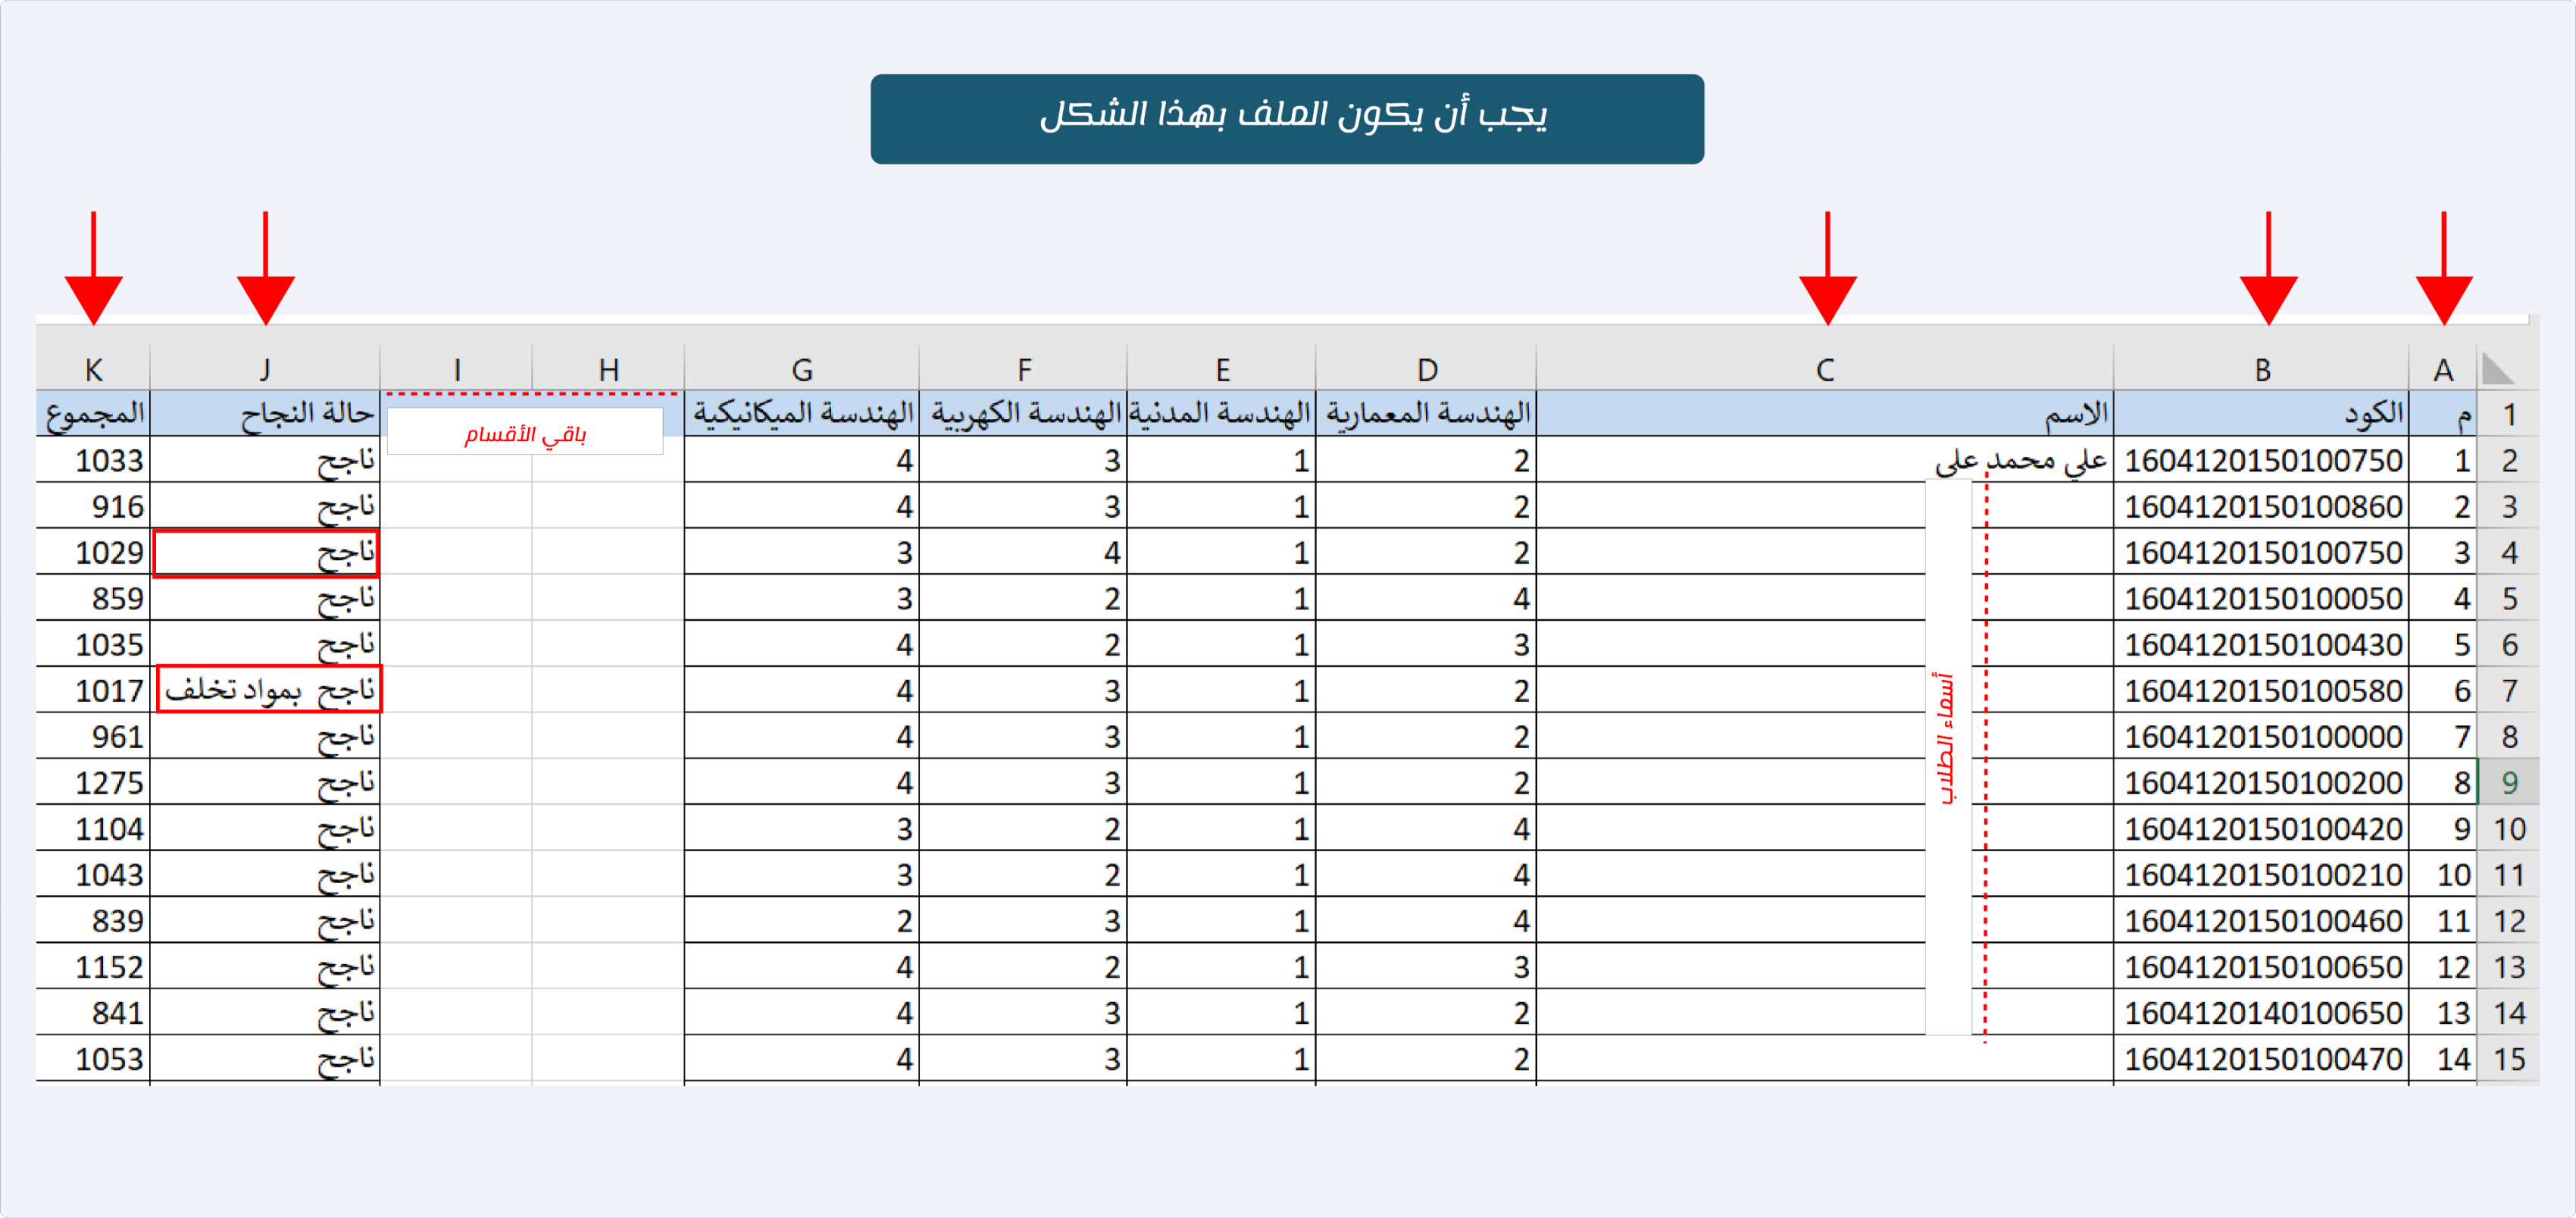 يجب أن يكون الملف بهذا الشكل
A B C D E F G H I J K
1 م الكود الاسم الهندسة المعمارية الهندسة المدنية الهندسة الكهربية الهندسة الميكانيكية باقي الأقسام حالة النجاح المجموع
2 1 1604120150100750 علي محمد على 2 1 3 4 ناجح 1033
3 2 1604120150100860 2 1 3 4 ناجح 916
4 3 1604120150100750 2 1 4 3 ناجح 1029
5 4 1604120150100050 4 1 2 3 ناجح 859
6 5 1604120150100430 3 1 2 4 ناجح 1035
7 6 1604120150100580 2 1 3 4 ناجح بمواد تخلف 1017
8 7 1604120150100000 2 1 3 4 ناجح 961
9 8 1604120150100200 2 1 3 4 ناجح 1275
10 9 1604120150100420 4 1 2 3 ناجح 1104
11 10 1604120150100210 4 1 2 3 ناجح 1043
12 11 1604120150100460 4 1 3 2 ناجح 839
13 12 1604120150100650 3 1 2 4 ناجح 1152
14 13 1604120140100650 2 1 3 4 ناجح 841
15 14 1604120150100470 2 1 3 4 ناجح 1053
أسماء الطلاب